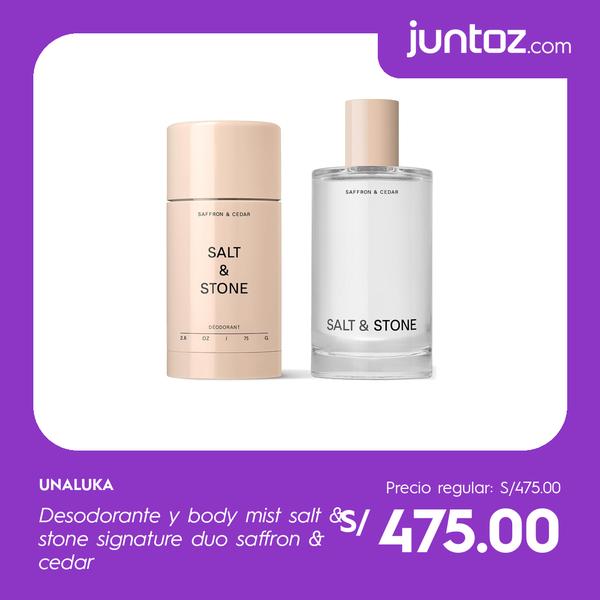 juntoz.com
SAFFRON & CEDAR
SALT
&
STONE
DEODORANT
2.6 OZ / 75 G
SAFFRON & CEDAR
SALT & STONE
UNALUKA
Desodorante y body mist salt &
stone signature duo saffron &
cedar
Precio regular: S/475.00
S/ 475.00